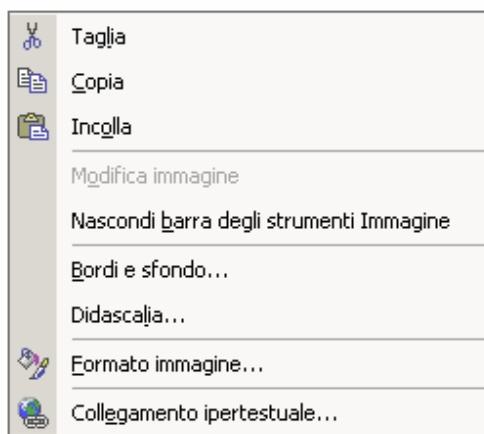 Taglia
Copia
Incolla
Modifica immagine
Nascondi barra degli strumenti Immagine
Bordi e sfondo...
Didascalia...
Formato immagine...
Collegamento ipertestuale...